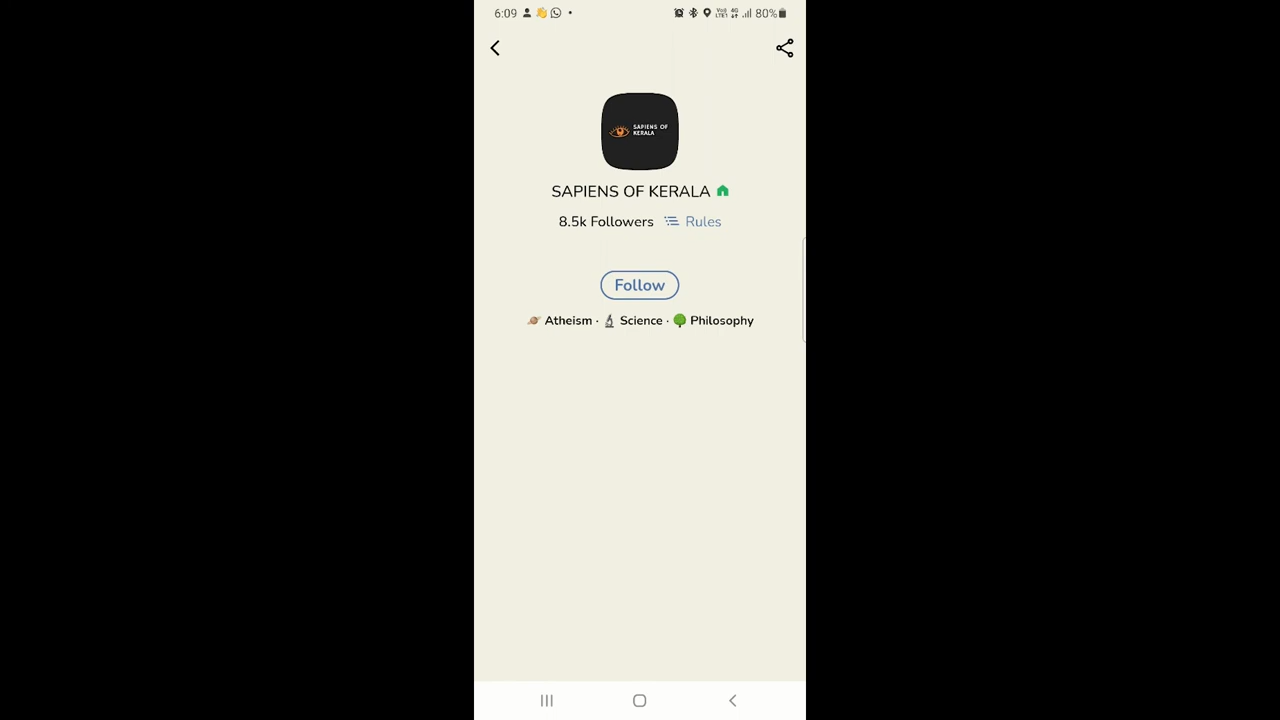 6:09 80%
SAPIENS OF
KERALA
SAPIENS OF KERALA
8.5k Followers Rules
Follow
Atheism · Science · Philosophy